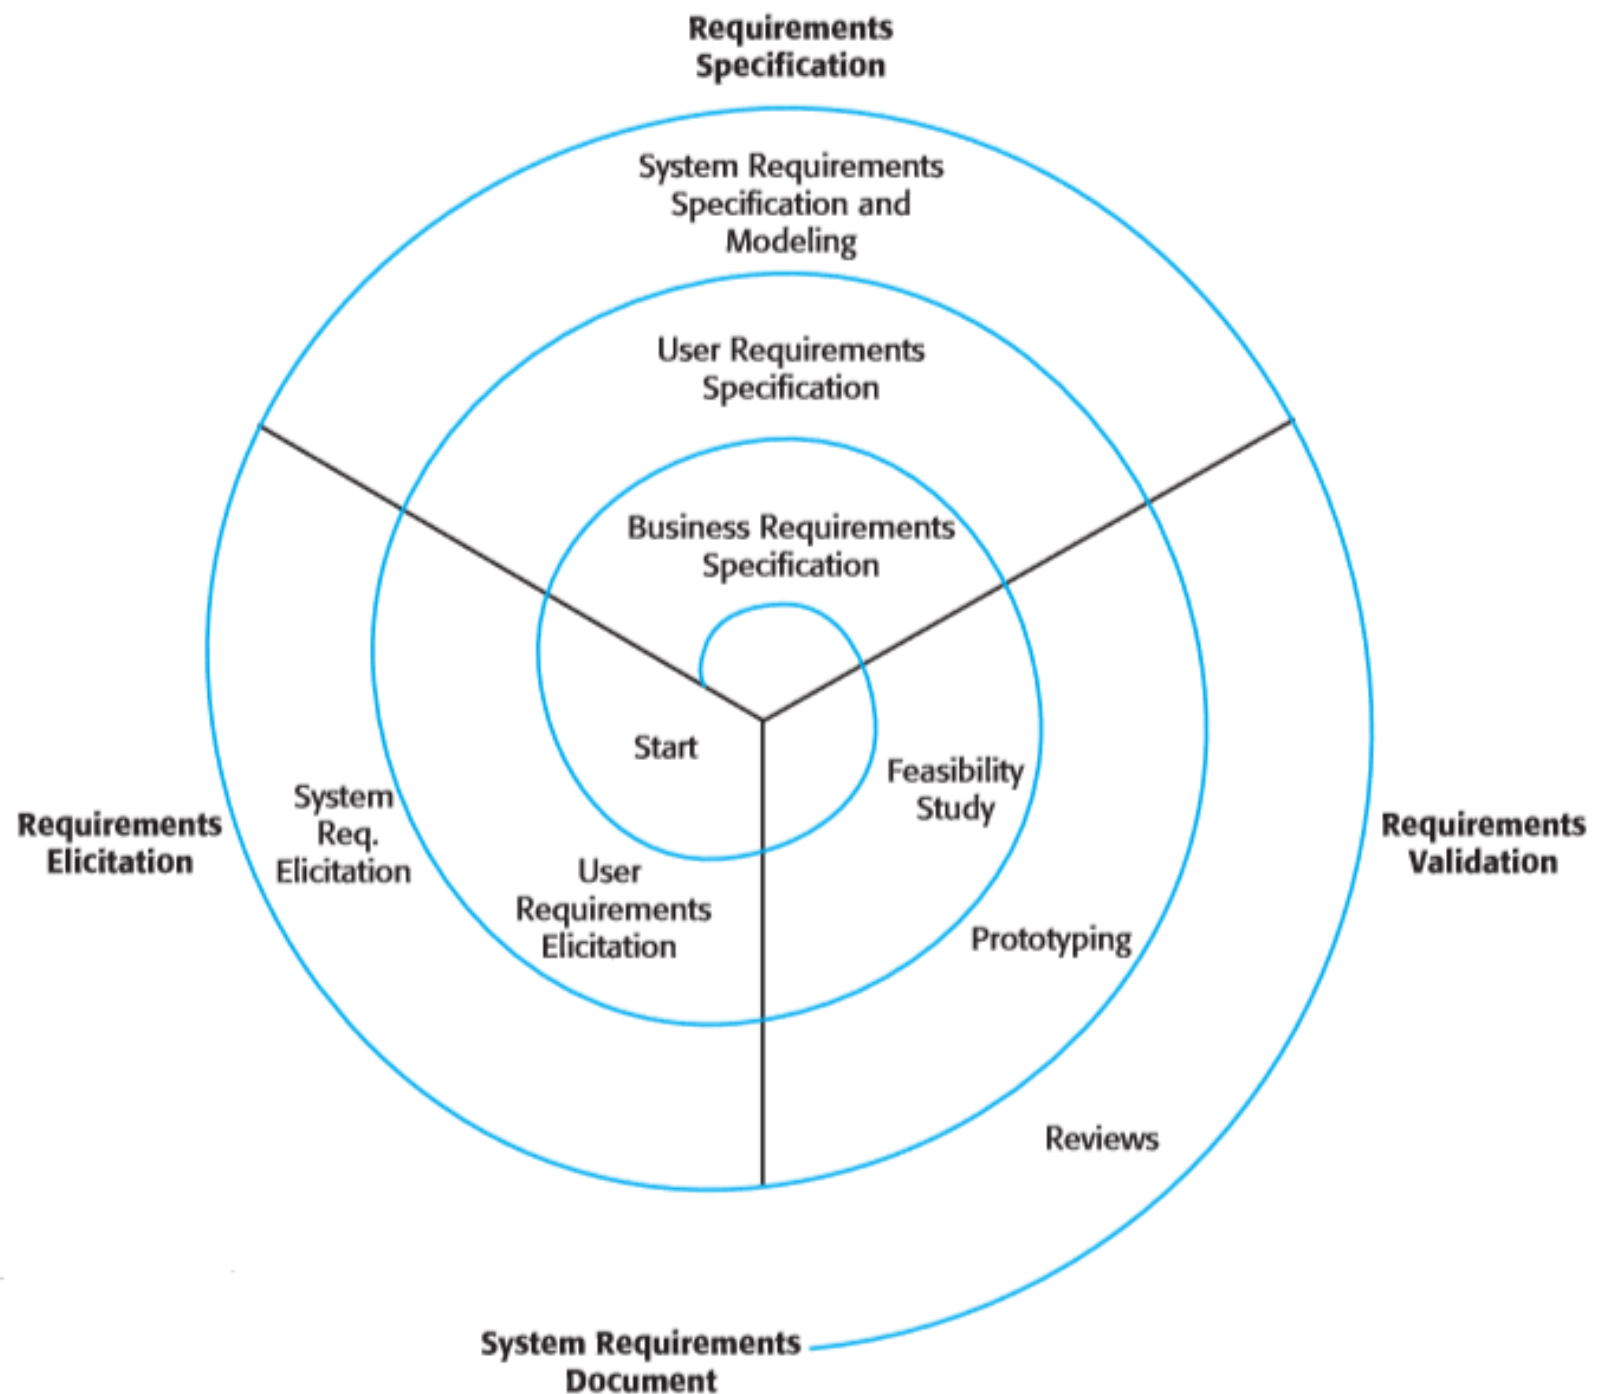 Requirements
Specification
System Requirements
Specification and
Modeling
User Requirements
Specification
Business Requirements
Specification
Start
Feasibility
Study
System
Req.
Elicitation
Requirements
Elicitation
Requirements
Validation
User
Requirements
Elicitation
Prototyping
Reviews
System Requirements
Document